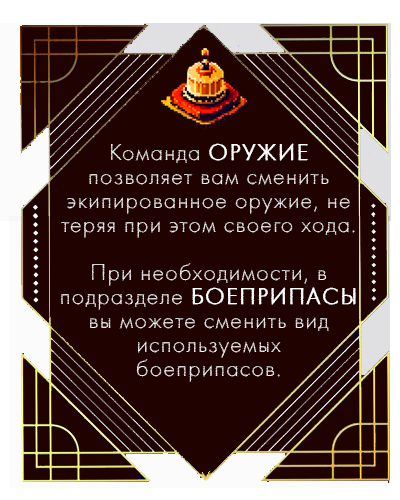 Команда ОРУЖИЕ
позволяет вам сменить
экипированное оружие, не
теряя при этом своего хода.
При необходимости, в
подразделе БОЕПРИПАСЫ
вы можете сменить вид
используемых
боеприпасов.